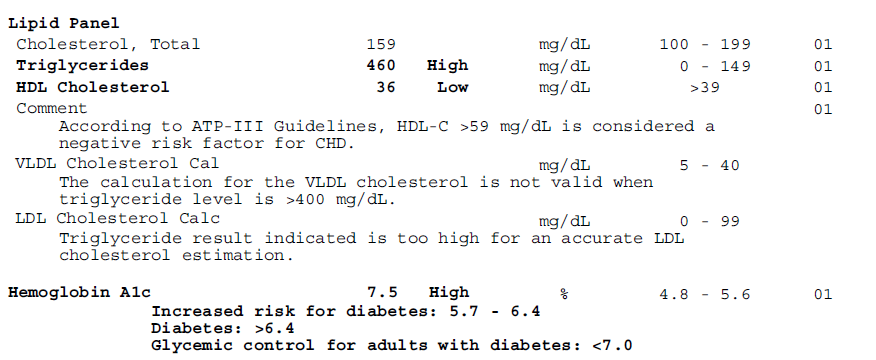 Lipid Panel
Cholesterol, Total 159 mg/dL 100 - 199 01
Triglycerides 460 High mg/dL 0 - 149 01
HDL Cholesterol 36 Low mg/dL >39 01
Comment 01
According to ATP-III Guidelines, HDL-C >59 mg/dL is considered a
negative risk factor for CHD.
VLDL Cholesterol Cal mg/dL 5 - 40
The calculation for the VLDL cholesterol is not valid when
triglyceride level is >400 mg/dL.
LDL Cholesterol Calc mg/dL 0 - 99
Triglyceride result indicated is too high for an accurate LDL
cholesterol estimation.
Hemoglobin A1c 7.5 High % 4.8 - 5.6 01
Increased risk for diabetes: 5.7 - 6.4
Diabetes: >6.4
Glycemic control for adults with diabetes: <7.0